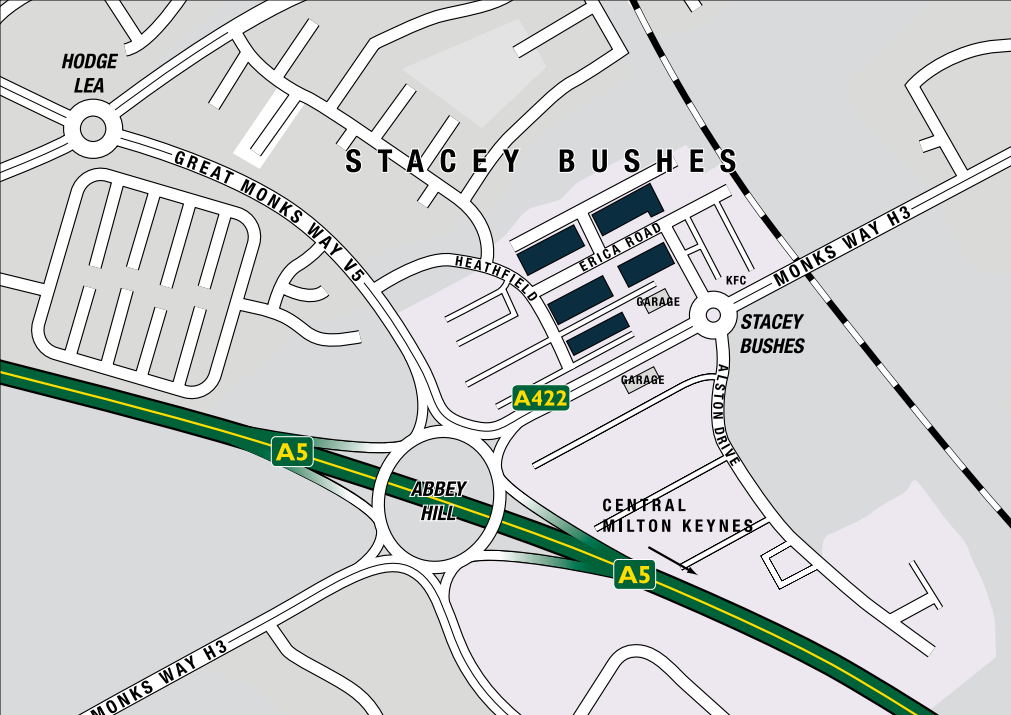 HODGE
LEA
STACEY BUSHES
GREAT MONKS WAY V5
MONKS WAY H3
ERICA ROAD
HEATHFIELD
KFC
GARAGE
STACEY
BUSHES
GARAGE
ALSTON DRIVE
A422
A5
ABBEY
HILL
CENTRAL
MILTON KEYNES
A5
MONKS WAY H3